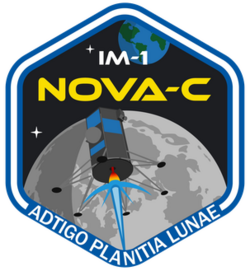 IM-1
NOVA-C
ADTIGO PLANITIA LUNAE